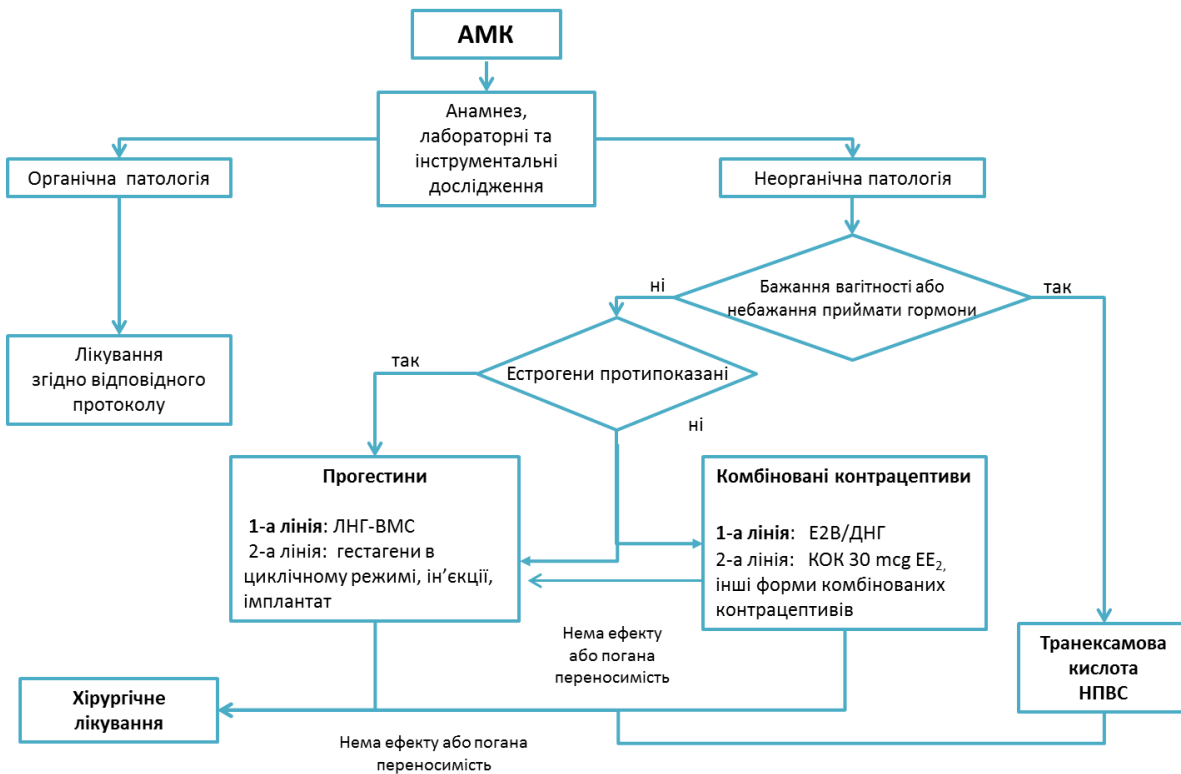 АМК
Анамнез,
лабораторні та
інструментальні
дослідження
Органічна патологія
Неорганічна патологія
Бажання вагітності або
небажання приймати гормони
ні
так
Лікування
згідно відповідного
протоколу
Естрогени протипоказані
так
ні
Прогестини
1-а лінія: ЛНГ-ВМС
2-а лінія: гестагени в
циклічному режимі, ін’єкції,
імплантат
Комбіновані контрацептиви
1-а лінія: Е2В/ДНГ
2-а лінія: КОК 30 mcg EE₂,
інші форми комбінованих
контрацептивів
Нема ефекту
або погана
переносимість
Транексамова
кислота
НПВС
Хірургічне
лікування
Нема ефекту або погана
переносимість